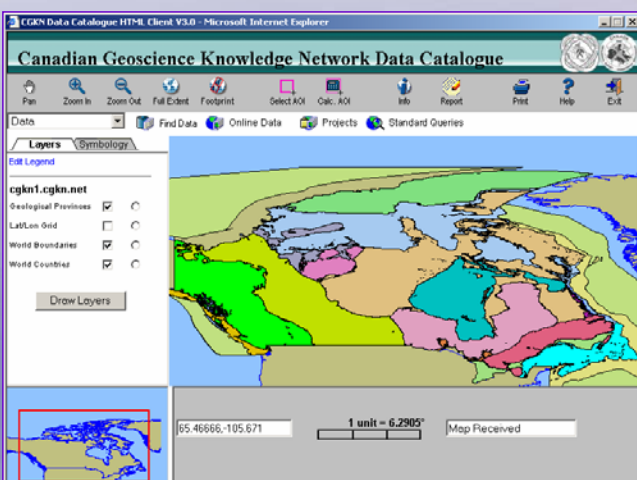 CGKN Data Catalogue HTML Client V3.0 - Microsoft Internet Explorer
Canadian Geoscience Knowledge Network Data Catalogue
Pan Zoom In Zoom Out Full Extent Footprint Select AOI Calc. AOI Info Report Print Help Exit
Data Find Data Online Data Projects Standard Queries
Layers Symbology
Edit Legend
cgkn1.cgkn.net
Geological Provinces
Lat/Lon Grid
World Boundaries
World Countries
Draw Layers
65.46666,-105.671 1 unit = 6.2905° Map Received